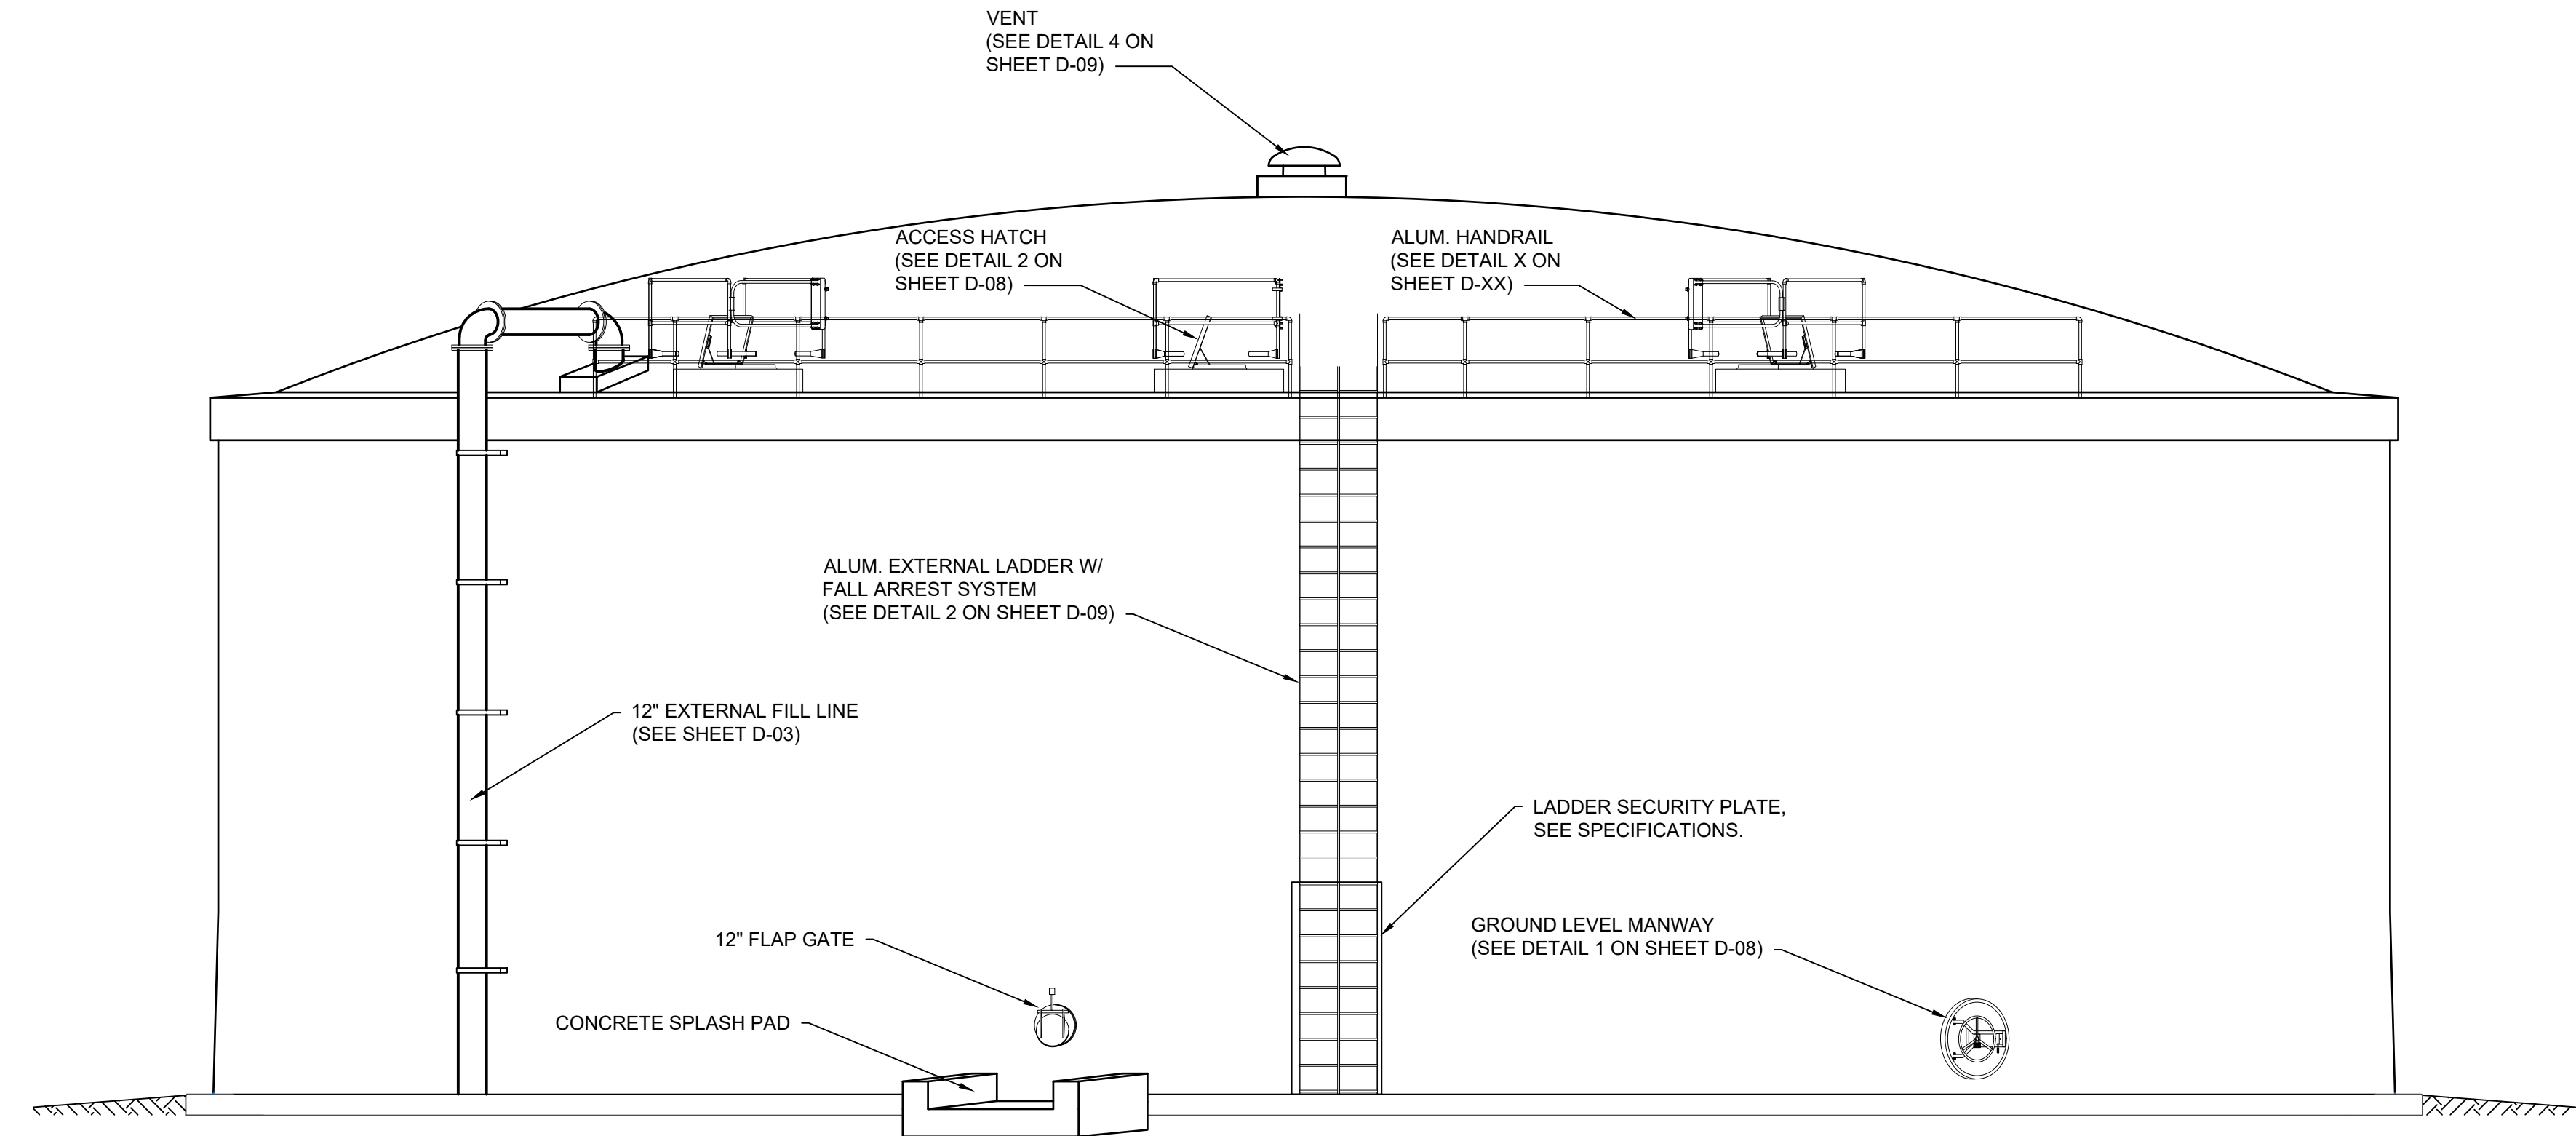 VENT
(SEE DETAIL 4 ON
SHEET D-09)
ACCESS HATCH
(SEE DETAIL 2 ON
SHEET D-08)
ALUM. HANDRAIL
(SEE DETAIL X ON
SHEET D-XX)
ALUM. EXTERNAL LADDER W/
FALL ARREST SYSTEM
(SEE DETAIL 2 ON SHEET D-09)
12" EXTERNAL FILL LINE
(SEE SHEET D-03)
LADDER SECURITY PLATE,
SEE SPECIFICATIONS.
12" FLAP GATE
GROUND LEVEL MANWAY
(SEE DETAIL 1 ON SHEET D-08)
CONCRETE SPLASH PAD